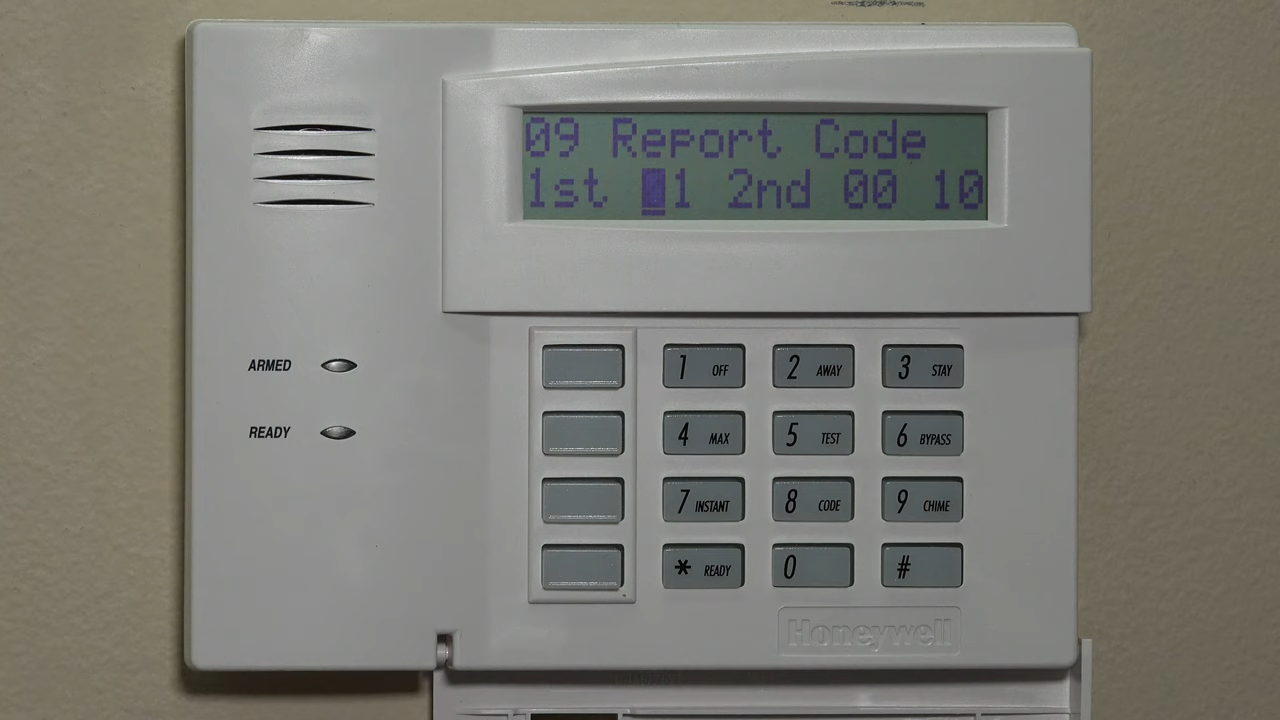 09 Report Code
1st 1 2nd 00 10
ARMED
READY
1 OFF
2 AWAY
3 STAY
4 MAX
5 TEST
6 BYPASS
7 INSTANT
8 CODE
9 CHIME
* READY
0
#
Honeywell